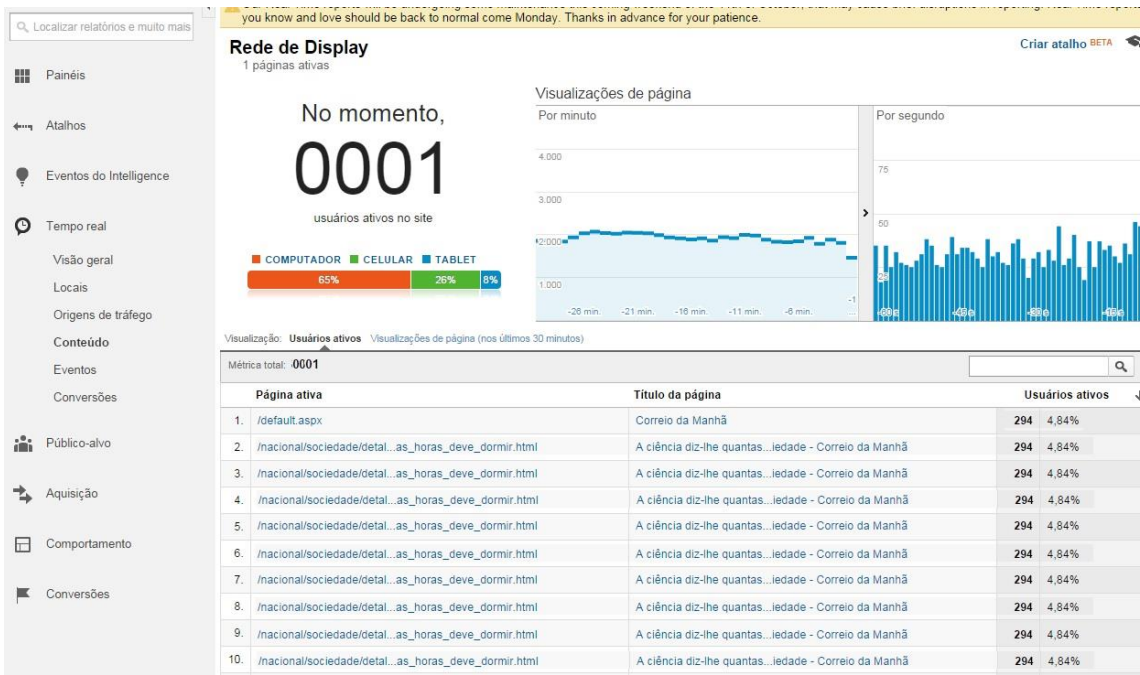 you know and love should be back to normal come Monday. Thanks in advance for your patience.
Localizar relatórios e muito mais
Painéis
Atalhos
Eventos do Intelligence
Tempo real
Visão geral
Locais
Origens de tráfego
Conteúdo
Eventos
Conversões
Público-alvo
Aquisição
Comportamento
Conversões
Rede de Display
1 páginas ativas
Criar atalho BETA
No momento,
0001
usuários ativos no site
COMPUTADOR CELULAR TABLET
65% 26% 8%
Visualizações de página
Por minuto
4.000
3.000
2.000
1.000
-26 min. -21 min. -16 min. -11 min. -6 min. -1
...
Por segundo
75
50
25
-60 s -45 s -30 s -15 s
Visualização: Usuários ativos Visualizações de página (nos últimos 30 minutos)
Métrica total: 0001
Página ativa Título da página Usuários ativos
1. /default.aspx Correio da Manhã 294 4,84%
2. /nacional/sociedade/detal...as_horas_deve_dormir.html A ciência diz-lhe quantas...iedade - Correio da Manhã 294 4,84%
3. /nacional/sociedade/detal...as_horas_deve_dormir.html A ciência diz-lhe quantas...iedade - Correio da Manhã 294 4,84%
4. /nacional/sociedade/detal...as_horas_deve_dormir.html A ciência diz-lhe quantas...iedade - Correio da Manhã 294 4,84%
5. /nacional/sociedade/detal...as_horas_deve_dormir.html A ciência diz-lhe quantas...iedade - Correio da Manhã 294 4,84%
6. /nacional/sociedade/detal...as_horas_deve_dormir.html A ciência diz-lhe quantas...iedade - Correio da Manhã 294 4,84%
7. /nacional/sociedade/detal...as_horas_deve_dormir.html A ciência diz-lhe quantas...iedade - Correio da Manhã 294 4,84%
8. /nacional/sociedade/detal...as_horas_deve_dormir.html A ciência diz-lhe quantas...iedade - Correio da Manhã 294 4,84%
9. /nacional/sociedade/detal...as_horas_deve_dormir.html A ciência diz-lhe quantas...iedade - Correio da Manhã 294 4,84%
10. /nacional/sociedade/detal...as_horas_deve_dormir.html A ciência diz-lhe quantas...iedade - Correio da Manhã 294 4,84%